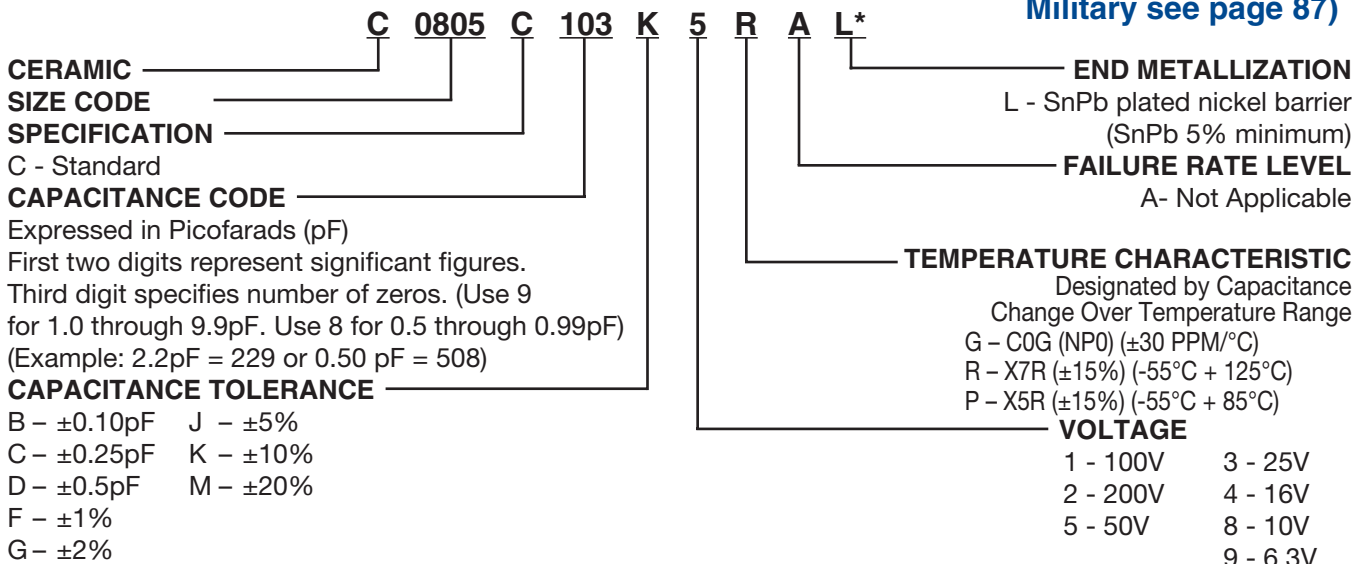 Military see page 87)
C 0805 C 103 K 5 R A L*
CERAMIC
SIZE CODE
SPECIFICATION
C - Standard
CAPACITANCE CODE
Expressed in Picofarads (pF)
First two digits represent significant figures.
Third digit specifies number of zeros. (Use 9
for 1.0 through 9.9pF. Use 8 for 0.5 through 0.99pF)
(Example: 2.2pF = 229 or 0.50 pF = 508)
CAPACITANCE TOLERANCE
B – ±0.10pF J – ±5%
C – ±0.25pF K – ±10%
D – ±0.5pF M – ±20%
F – ±1%
G – ±2%
END METALLIZATION
L - SnPb plated nickel barrier
(SnPb 5% minimum)
FAILURE RATE LEVEL
A- Not Applicable
TEMPERATURE CHARACTERISTIC
Designated by Capacitance
Change Over Temperature Range
G – C0G (NP0) (±30 PPM/°C)
R – X7R (±15%) (-55°C + 125°C)
P – X5R (±15%) (-55°C + 85°C)
VOLTAGE
1 - 100V 3 - 25V
2 - 200V 4 - 16V
5 - 50V 8 - 10V
9 - 6.3V